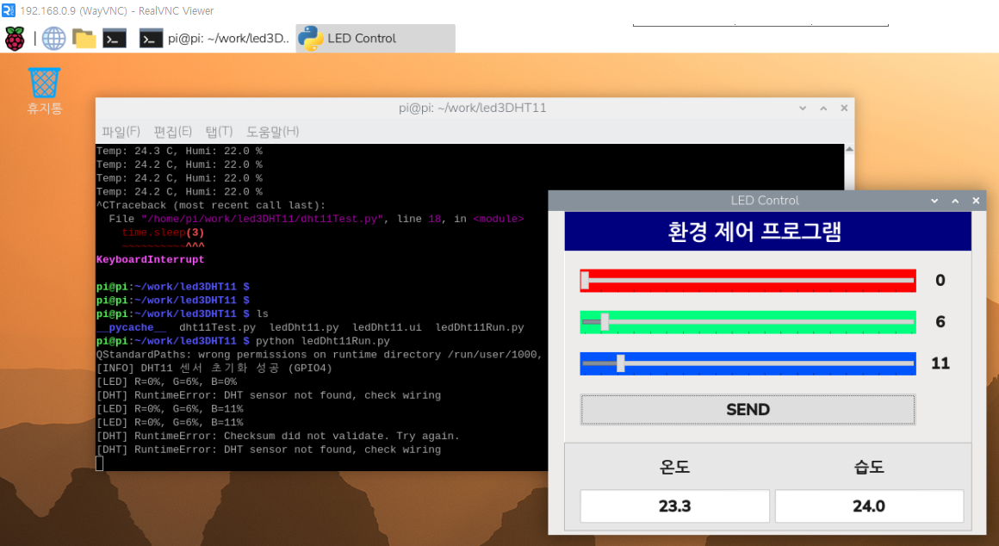 192.168.0.9 (WayVNC) - RealVNC Viewer
pi@pi: ~/work/led3D..
LED Control
휴지통
pi@pi: ~/work/led3DHT11
파일(F) 편집(E) 탭(T) 도움말(H)
Temp: 24.3 C, Humi: 22.0 %
Temp: 24.2 C, Humi: 22.0 %
Temp: 24.2 C, Humi: 22.0 %
Temp: 24.2 C, Humi: 22.0 %
^CTraceback (most recent call last):
File "/home/pi/work/led3DHT11/dht11Test.py", line 18, in <module>
time.sleep(3)
~~~~~~~~~~^^^
KeyboardInterrupt
pi@pi:~/work/led3DHT11 $
pi@pi:~/work/led3DHT11 $
pi@pi:~/work/led3DHT11 $ ls
__pycache__ dht11Test.py ledDht11.py ledDht11.ui ledDht11Run.py
pi@pi:~/work/led3DHT11 $ python ledDht11Run.py
QStandardPaths: wrong permissions on runtime directory /run/user/1000,
[INFO] DHT11 센서 초기화 성공 (GPIO4)
[LED] R=0%, G=6%, B=0%
[DHT] RuntimeError: DHT sensor not found, check wiring
[LED] R=0%, G=6%, B=11%
[LED] R=0%, G=6%, B=11%
[DHT] RuntimeError: Checksum did not validate. Try again.
[DHT] RuntimeError: DHT sensor not found, check wiring
LED Control
환경 제어 프로그램
0
6
11
SEND
온도 습도
23.3 24.0